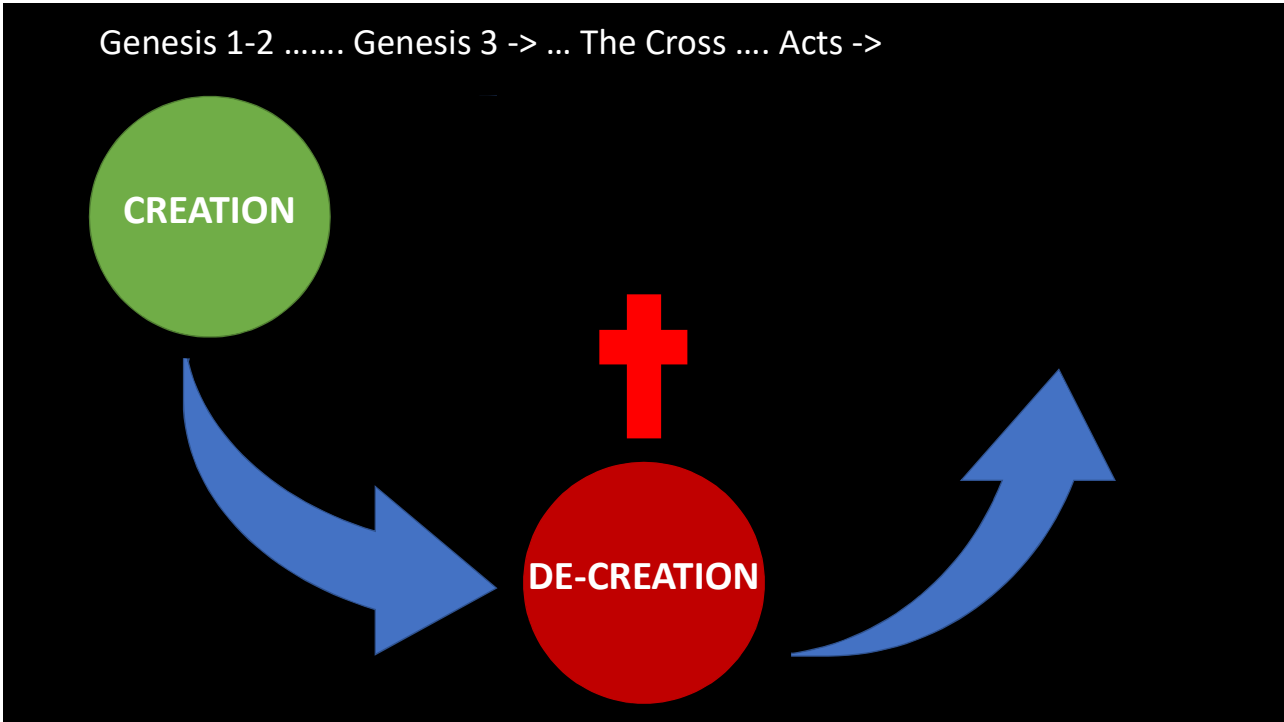 Genesis 1-2 ....... Genesis 3 -> ... The Cross .... Acts ->
CREATION
DE-CREATION